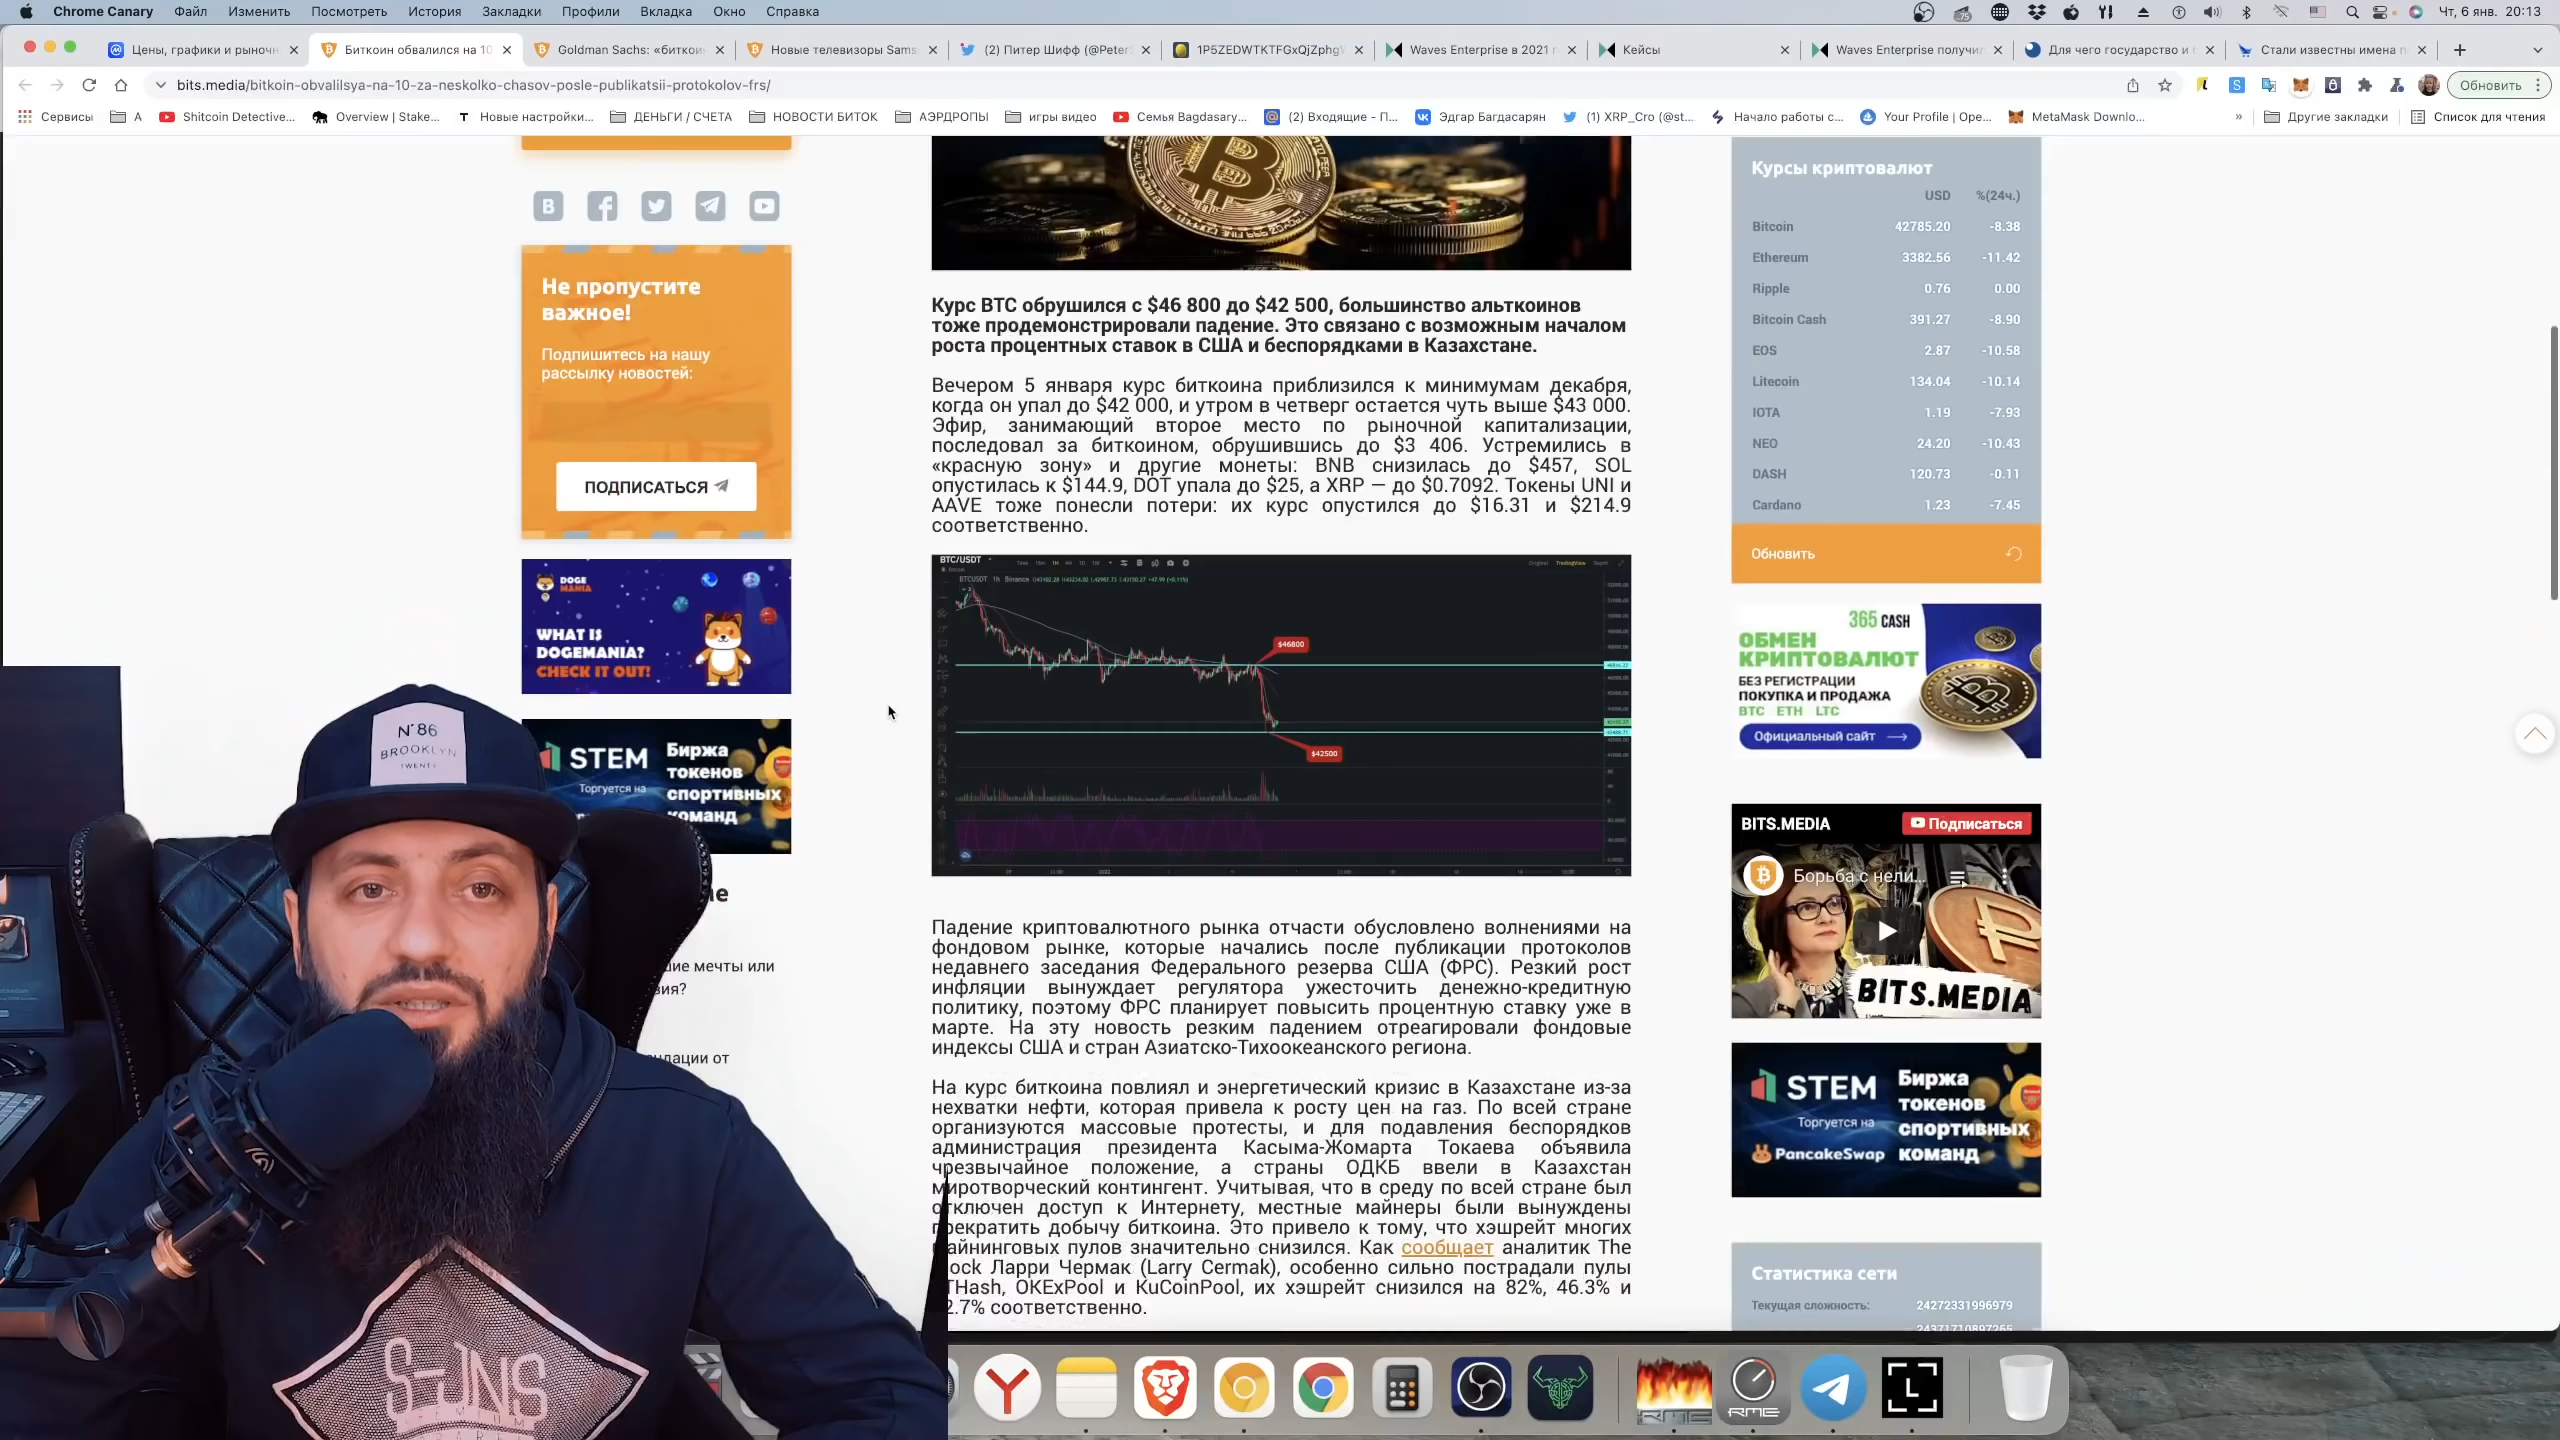 Chrome Canary Файл Изменить Посмотреть История Закладки Профили Вкладка Окно Справка
Чт, 6 янв. 20:13
Цены, графики и рыночн
Биткоин обвалился на 10
Goldman Sachs: «биткои
Новые телевизоры Sams
(2) Питер Шифф (@Peter
1P5ZEDWTKTFGxQjZphg
Waves Enterprise в 2021 г
Кейсы
Waves Enterprise получи
Для чего государство и
Стали известны имена п
bits.media/bitkoin-obvalilsya-na-10-za-neskolko-chasov-posle-publikatsii-protokolov-frs/
Обновить
Сервисы
А
Shitcoin Detective...
Overview | Stake...
Новые настройки...
ДЕНЬГИ / СЧЕТА
НОВОСТИ БИТОК
АЭРДРОПЫ
игры видео
Семья Bagdasary...
(2) Входящие - П...
Эдгар Багдасарян
(1) XRP_Cro (@st...
Начало работы с...
Your Profile | Ope...
MetaMask Downlo...
»
Другие закладки
Список для чтения
Не пропустите
важное!
Подпишитесь на нашу
рассылку новостей:
ПОДПИСАТЬСЯ
DOGE
MANIA
WHAT IS
DOGEMANIA?
CHECK IT OUT!
STEM
Торгуется на
Биржа
токенов
спортивных
команд
ие мечты или
вия?
ндации от
N°86
BROOKLYN
TWENTY
S-JNS
Курс BTC обрушился с $46 800 до $42 500, большинство альткоинов
тоже продемонстрировали падение. Это связано с возможным началом
роста процентных ставок в США и беспорядками в Казахстане.
Вечером 5 января курс биткоина приблизился к минимумам декабря,
когда он упал до $42 000, и утром в четверг остается чуть выше $43 000.
Эфир, занимающий второе место по рыночной капитализации,
последовал за биткоином, обрушившись до $3 406. Устремились в
«красную зону» и другие монеты: BNB снизилась до $457, SOL
опустилась к $144.9, DOT упала до $25, а XRP — до $0.7092. Токены UNI и
AAVE тоже понесли потери: их курс опустился до $16.31 и $214.9
соответственно.
BTC/USDT
$46800
$42500
Падение криптовалютного рынка отчасти обусловлено волнениями на
фондовом рынке, которые начались после публикации протоколов
недавнего заседания Федерального резерва США (ФРС). Резкий рост
инфляции вынуждает регулятора ужесточить денежно-кредитную
политику, поэтому ФРС планирует повысить процентную ставку уже в
марте. На эту новость резким падением отреагировали фондовые
индексы США и стран Азиатско-Тихоокеанского региона.
На курс биткоина повлиял и энергетический кризис в Казахстане из-за
нехватки нефти, которая привела к росту цен на газ. По всей стране
организуются массовые протесты, и для подавления беспорядков
администрация президента Касыма-Жомарта Токаева объявила
чрезвычайное положение, а страны ОДКБ ввели в Казахстан
миротворческий контингент. Учитывая, что в среду по всей стране был
отключен доступ к Интернету, местные майнеры были вынуждены
прекратить добычу биткоина. Это привело к тому, что хэшрейт многих
айнинговых пулов значительно снизился. Как сообщает аналитик The
ock Ларри Чермак (Larry Cermak), особенно сильно пострадали пулы
THash, OKExPool и KuCoinPool, их хэшрейт снизился на 82%, 46.3% и
2.7% соответственно.
Курсы криптовалют
USD %(24ч.)
Bitcoin 42785.20 -8.38
Ethereum 3382.56 -11.42
Ripple 0.76 0.00
Bitcoin Cash 391.27 -8.90
EOS 2.87 -10.58
Litecoin 134.04 -10.14
IOTA 1.19 -7.93
NEO 24.20 -10.43
DASH 120.73 -0.11
Cardano 1.23 -7.45
Обновить
365 CASH
ОБМЕН
КРИПТОВАЛЮТ
БЕЗ РЕГИСТРАЦИИ
ПОКУПКА И ПРОДАЖА
BTC ETH LTC
Официальный сайт
BITS.MEDIA
Подписаться
Борьба с нели...
BITS.MEDIA
STEM
Торгуется на
PancakeSwap
Биржа
токенов
спортивных
команд
Статистика сети
Текущая сложность: 24272331996979
24371710897265
RME
RME
L